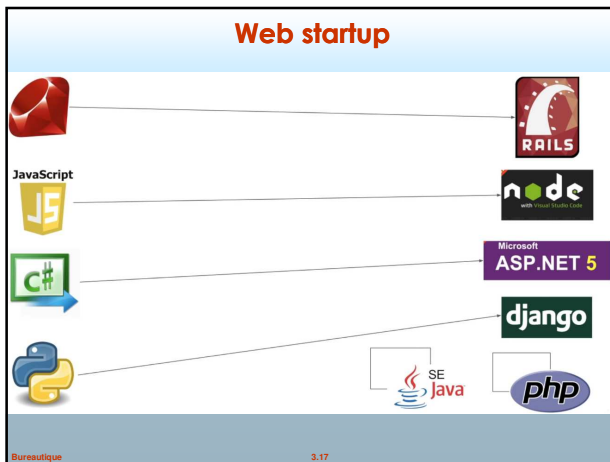 Web startup
RAILS
JavaScript
JS
node
with Visual Studio Code
Microsoft
ASP.NET 5
C#
django
SE
Java
php
Bureautique
3.17